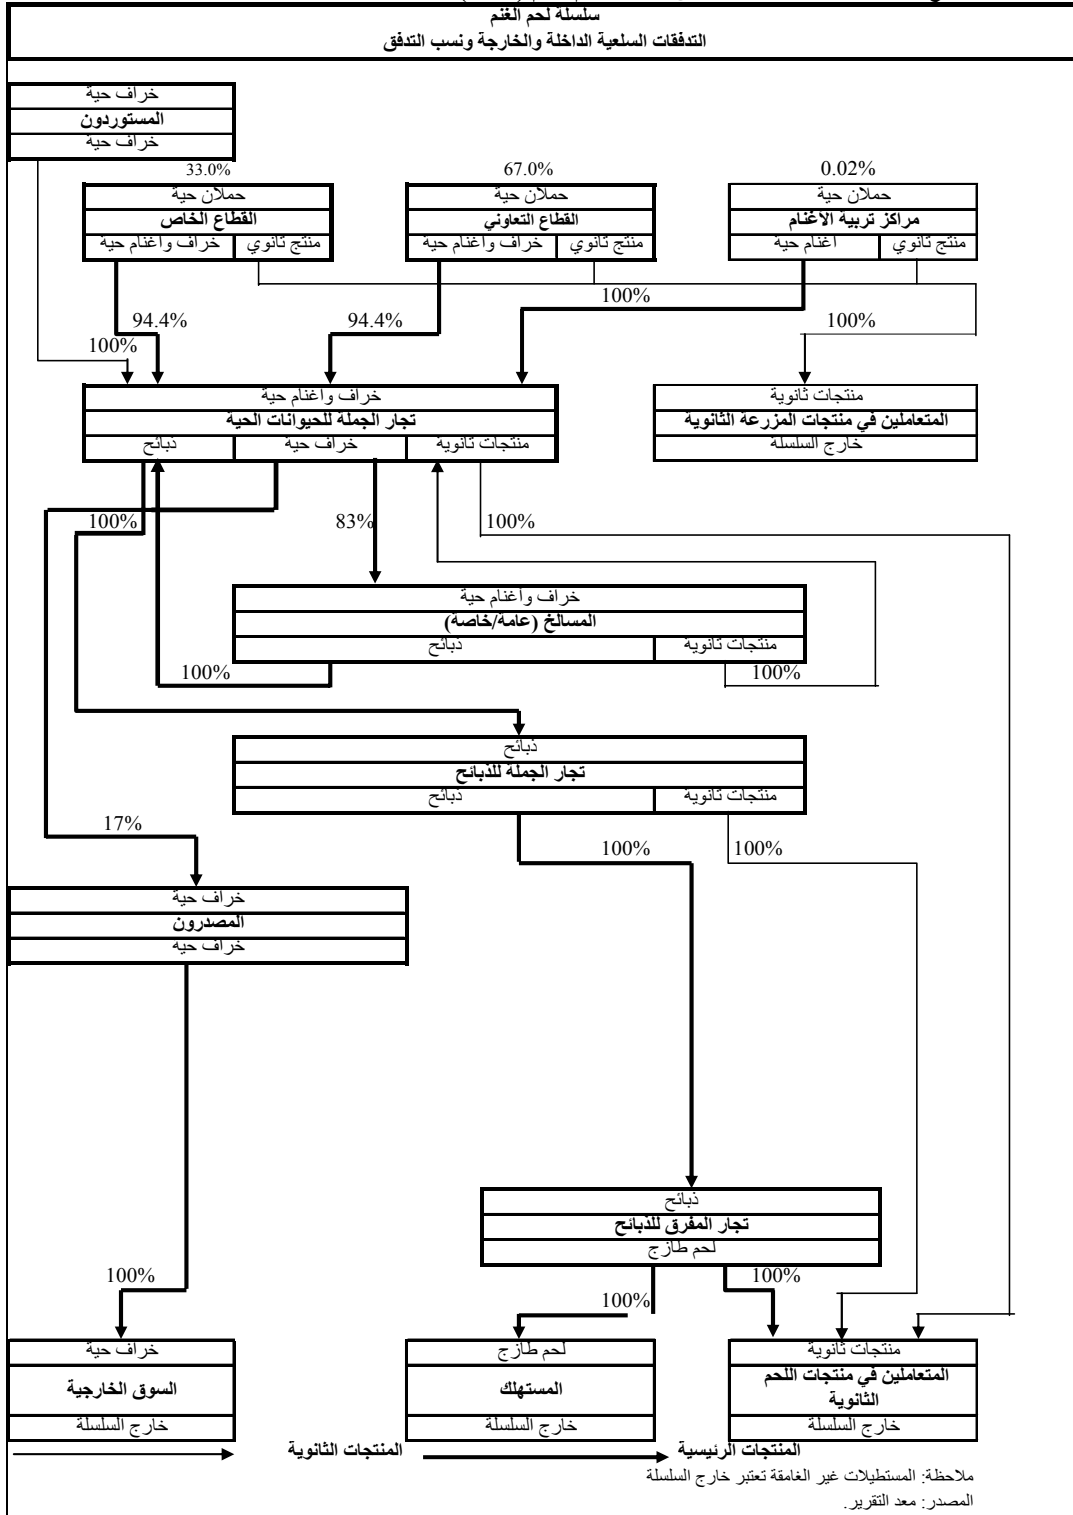 سلسلة لحم الغنم
التدفقات السلعية الداخلة والخارجة ونسب التدفق
خراف حية
المستوردون
خراف حية
33.0%
67.0%
0.02%
حملان حية
القطاع الخاص
خراف وأغنام حية
منتج ثانوي
حملان حية
القطاع التعاوني
خراف وأغنام حية
منتج ثانوي
حملان حية
مراكز تربية الأغنام
أغنام حية
منتج ثانوي
100%
94.4%
94.4%
100%
100%
خراف وأغنام حية
تجار الجملة للحيوانات الحية
ذبائح
خراف حية
منتجات ثانوية
منتجات ثانوية
المتعاملين في منتجات المزرعة الثانوية
خارج السلسلة
100%
83%
100%
خراف وأغنام حية
المسالخ (عامة/خاصة)
ذبائح
منتجات ثانوية
100%
100%
ذبائح
تجار الجملة للذبائح
ذبائح
منتجات ثانوية
17%
100%
100%
خراف حية
المصدرون
خراف حية
ذبائح
تجار المفرق للذبائح
لحم طازج
100%
100%
100%
خراف حية
السوق الخارجية
خارج السلسلة
لحم طازج
المستهلك
خارج السلسلة
منتجات ثانوية
المتعاملين في منتجات اللحم
الثانوية
خارج السلسلة
المنتجات الرئيسية
المنتجات الثانوية
ملاحظة: المستطيلات غير الغامقة تعتبر خارج السلسلة
المصدر: معد التقرير.